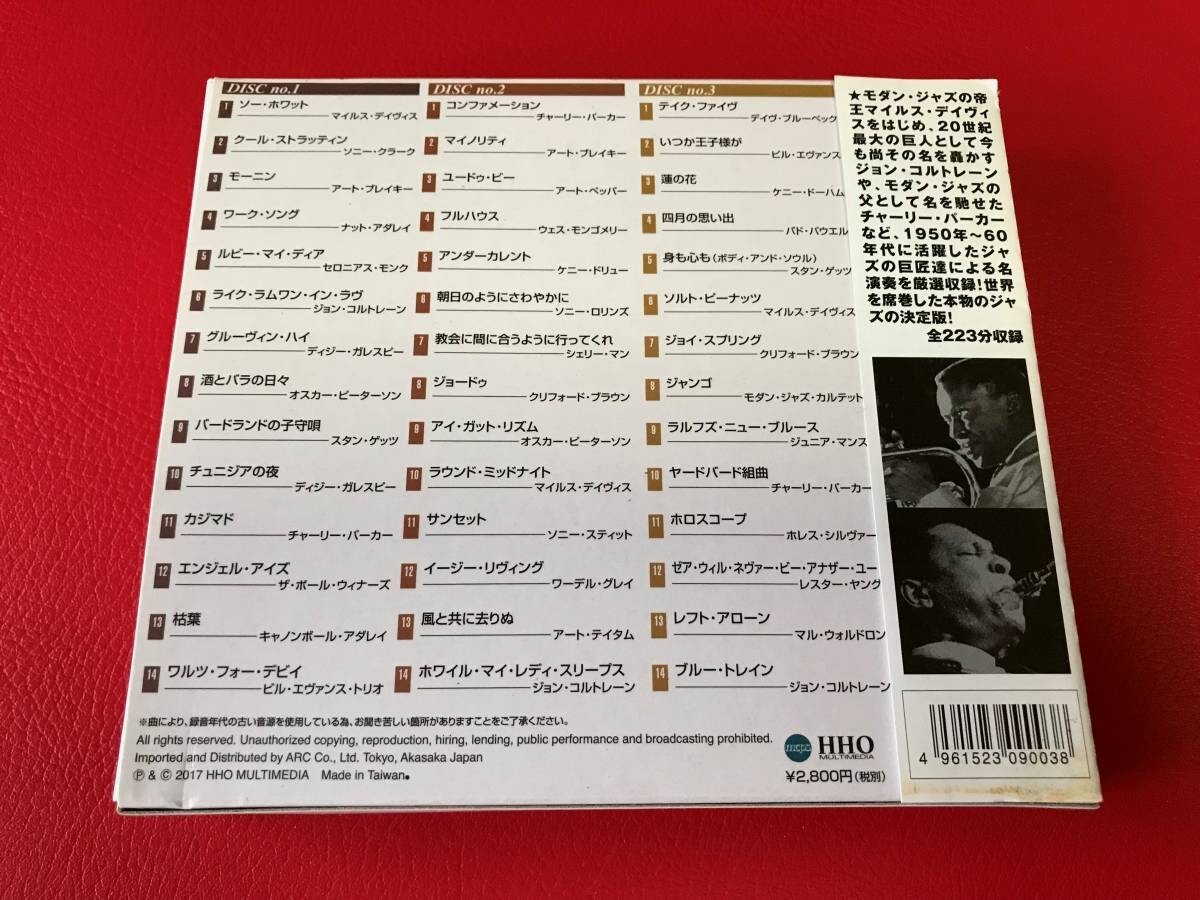 DISC no.1
1 ソー・ホワット
マイルス・デイヴィス
2 クール・ストラッティン
ソニー・クラーク
3 モーニン
アート・ブレイキー
4 ワーク・ソング
ナット・アダレイ
5 ルビー・マイ・ディア
セロニアス・モンク
6 ライク・ラムワン・イン・ラヴ
ジョン・コルトレーン
7 グルーヴィン・ハイ
ディジー・ガレスピー
8 酒とバラの日々
オスカー・ピーターソン
9 バードランドの子守唄
スタン・ゲッツ
10 チュニジアの夜
ディジー・ガレスピー
11 カジマド
チャーリー・パーカー
12 エンジェル・アイズ
ザ・ポール・ウィナーズ
13 枯葉
キャノンボール・アダレイ
14 ワルツ・フォー・デビイ
ビル・エヴァンス・トリオ
DISC no.2
1 コンファメーション
チャーリー・パーカー
2 マイノリティ
アート・ブレイキー
3 ユードゥ・ビー
アート・ペッパー
4 フルハウス
ウェス・モンゴメリー
5 アンダーカレント
ケニー・ドリュー
6 朝日のようにさわやかに
ソニー・ロリンズ
7 教会に間に合うように行ってくれ
シェリー・マン
8 ジョードゥ
クリフォード・ブラウン
9 アイ・ガット・リズム
オスカー・ピーターソン
10 ラウンド・ミッドナイト
マイルス・デイヴィス
11 サンセット
ソニー・スティット
12 イージー・リヴィング
ワーデル・グレイ
13 風と共に去りぬ
アート・テイタム
14 ホワイル・マイ・レディ・スリープス
ジョン・コルトレーン
DISC no.3
1 テイク・ファイヴ
デイヴ・ブルーベック
2 いつか王子様が
ビル・エヴァンス
3 蓮の花
ケニー・ドーハム
4 四月の思い出
バド・パウエル
5 身も心も(ボディ・アンド・ソウル)
スタン・ゲッツ
6 ソルト・ピーナッツ
マイルス・デイヴィス
7 ジョイ・スプリング
クリフォード・ブラウン
8 ジャンゴ
モダン・ジャズ・カルテット
9 ラルフズ・ニュー・ブルース
ジュニア・マンス
10 ヤードバード組曲
チャーリー・パーカー
11 ホロスコープ
ホレス・シルヴァー
12 ゼア・ウィル・ネヴァー・ビー・アナザー・ユー
レスター・ヤング
13 レフト・アローン
マル・ウォルドロン
14 ブルー・トレイン
ジョン・コルトレーン
※曲により、録音年代の古い音源を使用している為、お聞き苦しい箇所がありますことをご了承ください。
All rights reserved. Unauthorized copying, reproduction, hiring, lending, public performance and broadcasting prohibited.
Imported and Distributed by ARC Co., Ltd. Tokyo, Akasaka Japan
Ⓟ & © 2017 HHO MULTIMEDIA Made in Taiwan.
mcps HHO
MULTIMEDIA
¥2,800円(税別)
★モダン・ジャズの帝
王マイルス・デイヴィ
スをはじめ、20世紀
最大の巨人として今
も尚その名を轟かす
ジョン・コルトレーン
や、モダン・ジャズの
父として名を馳せた
チャーリー・パーカー
など、1950年〜60
年代に活躍したジャ
ズの巨匠達による名
演奏を厳選収録!世界
を席巻した本物のジャ
ズの決定版!
全223分収録
4 961523 090038